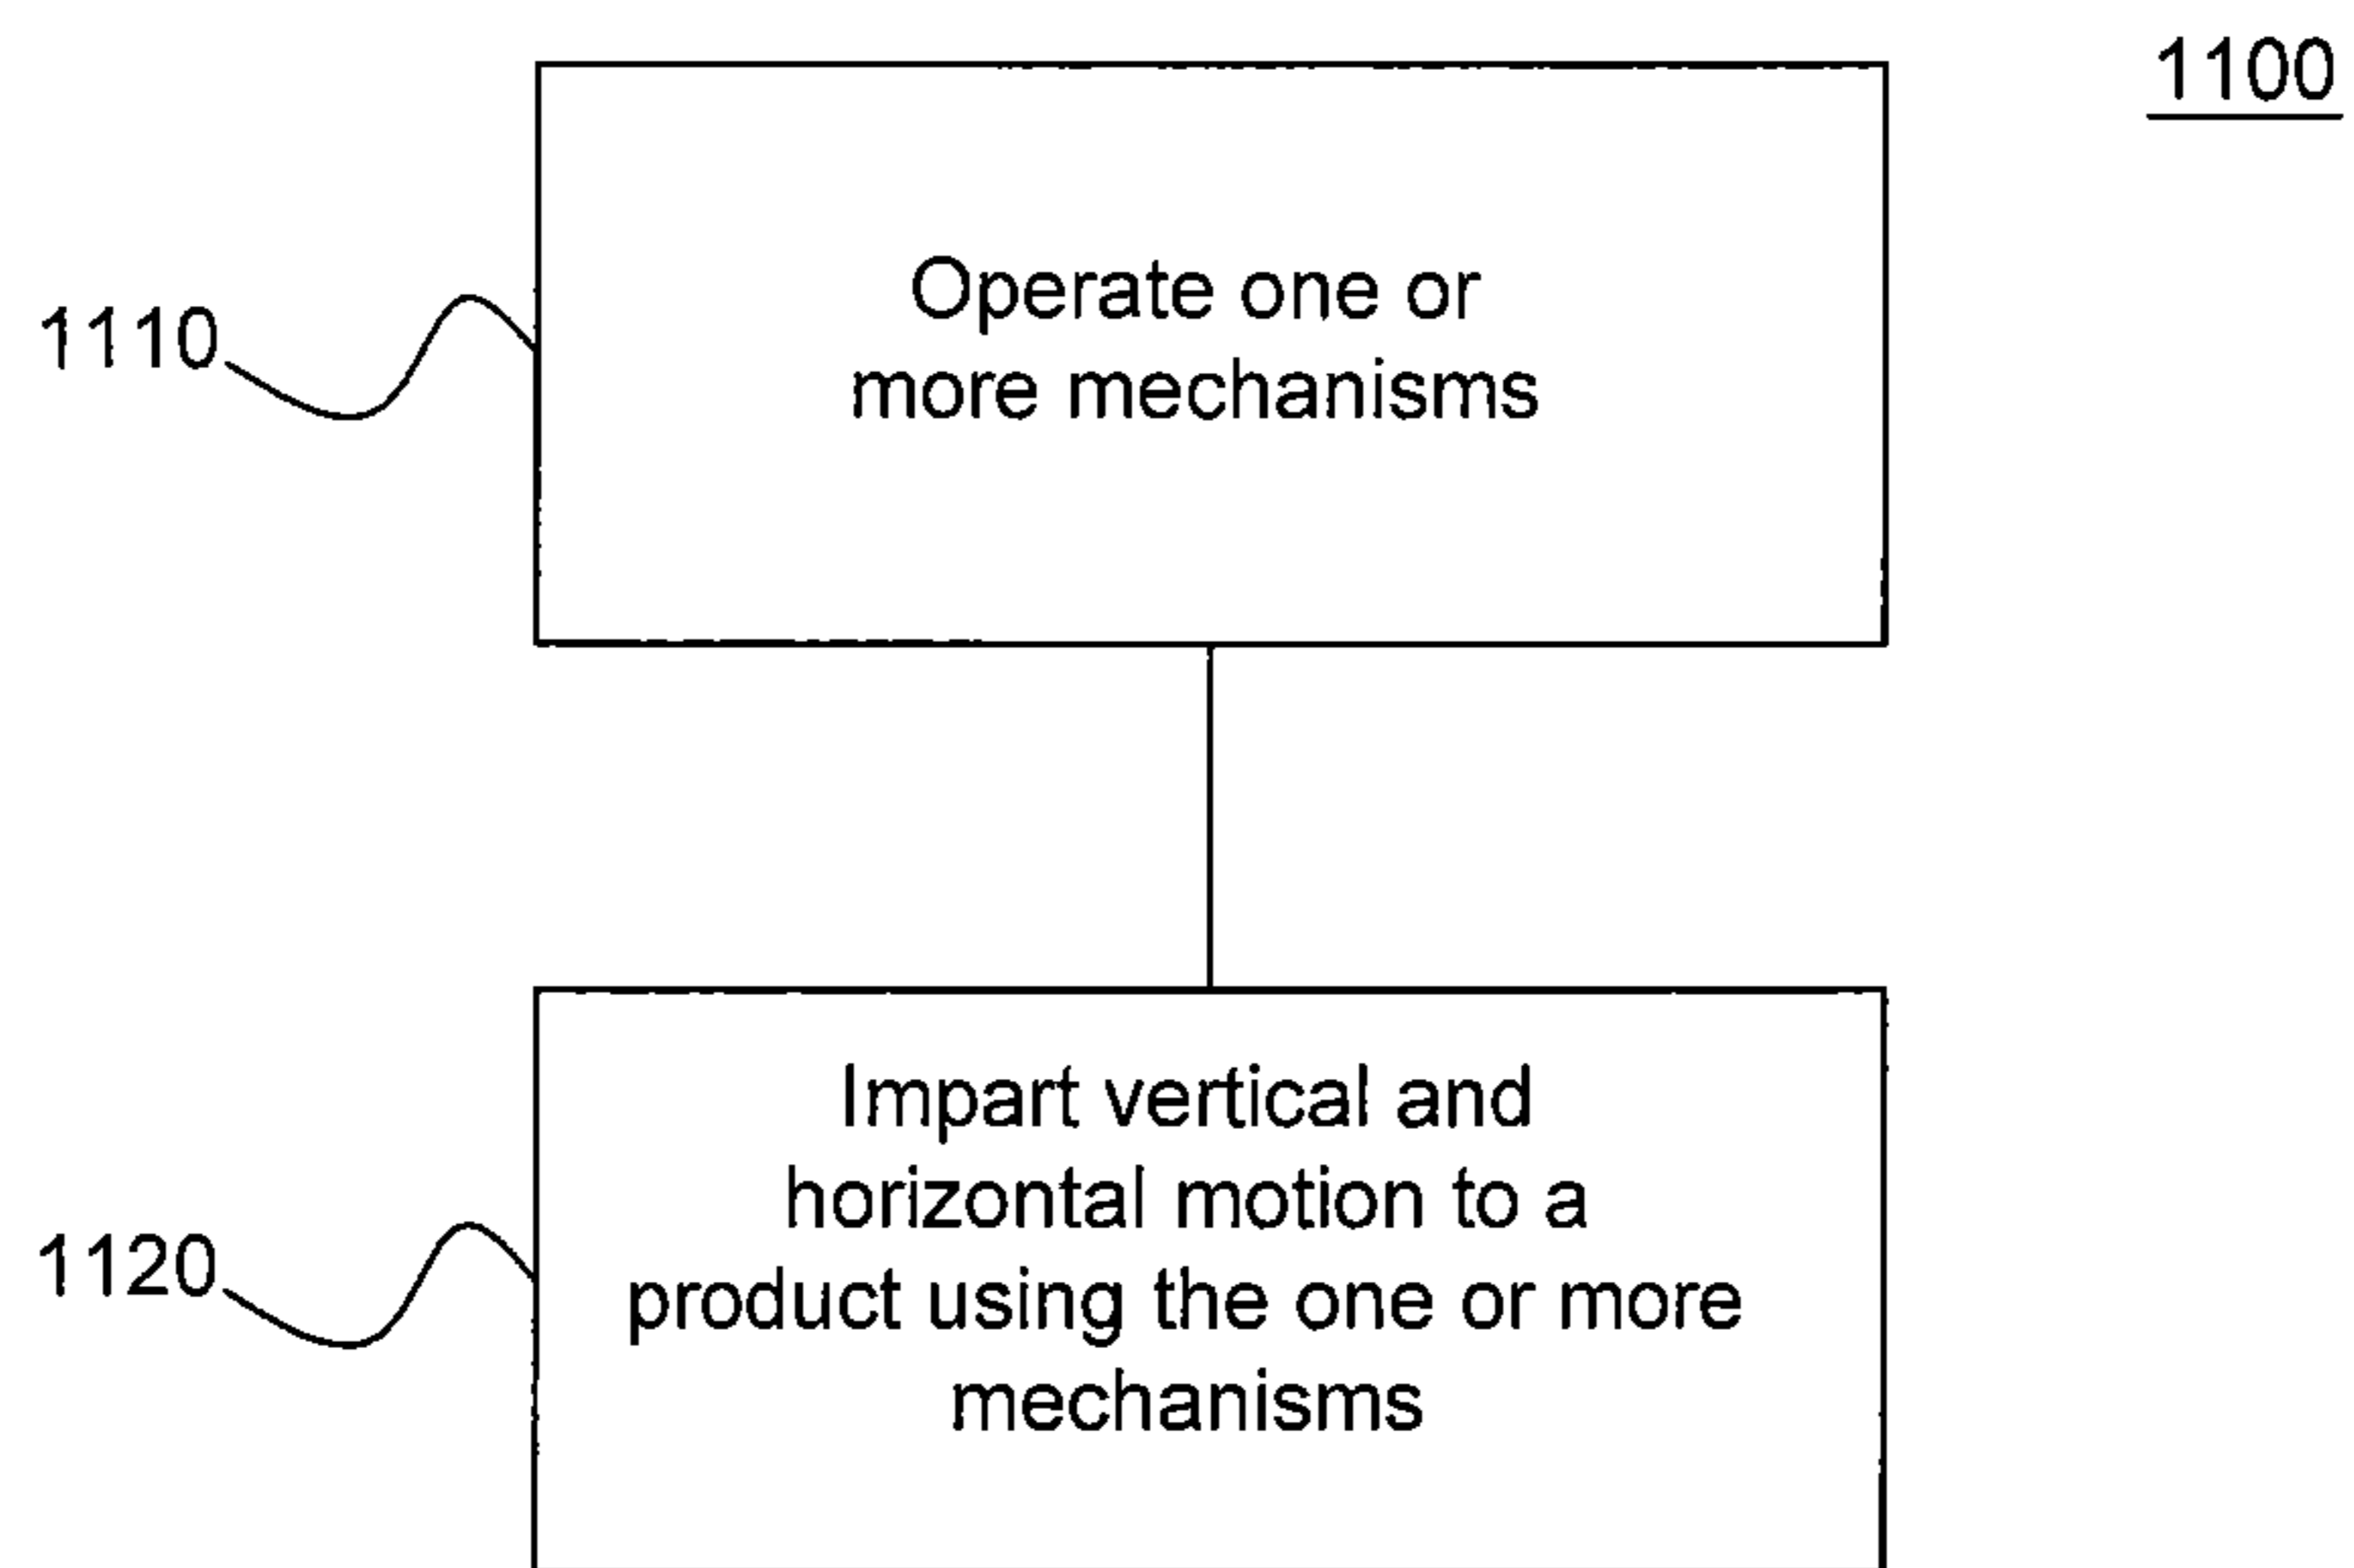 1100
Operate one or
more mechanisms
1110
Impart vertical and
horizontal motion to a
product using the one or more
mechanisms
1120